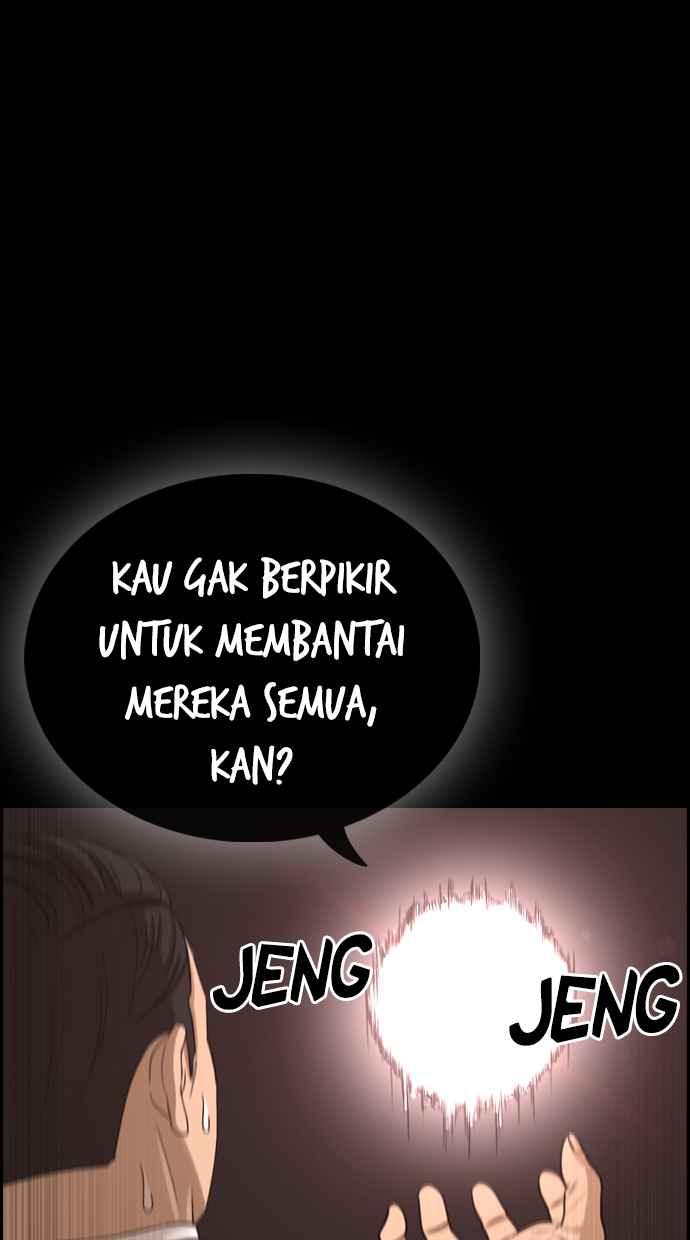 KAU GAK BERPIKIR
UNTUK MEMBANTAI
MEREKA SEMUA,
KAN?
JENG
JENG